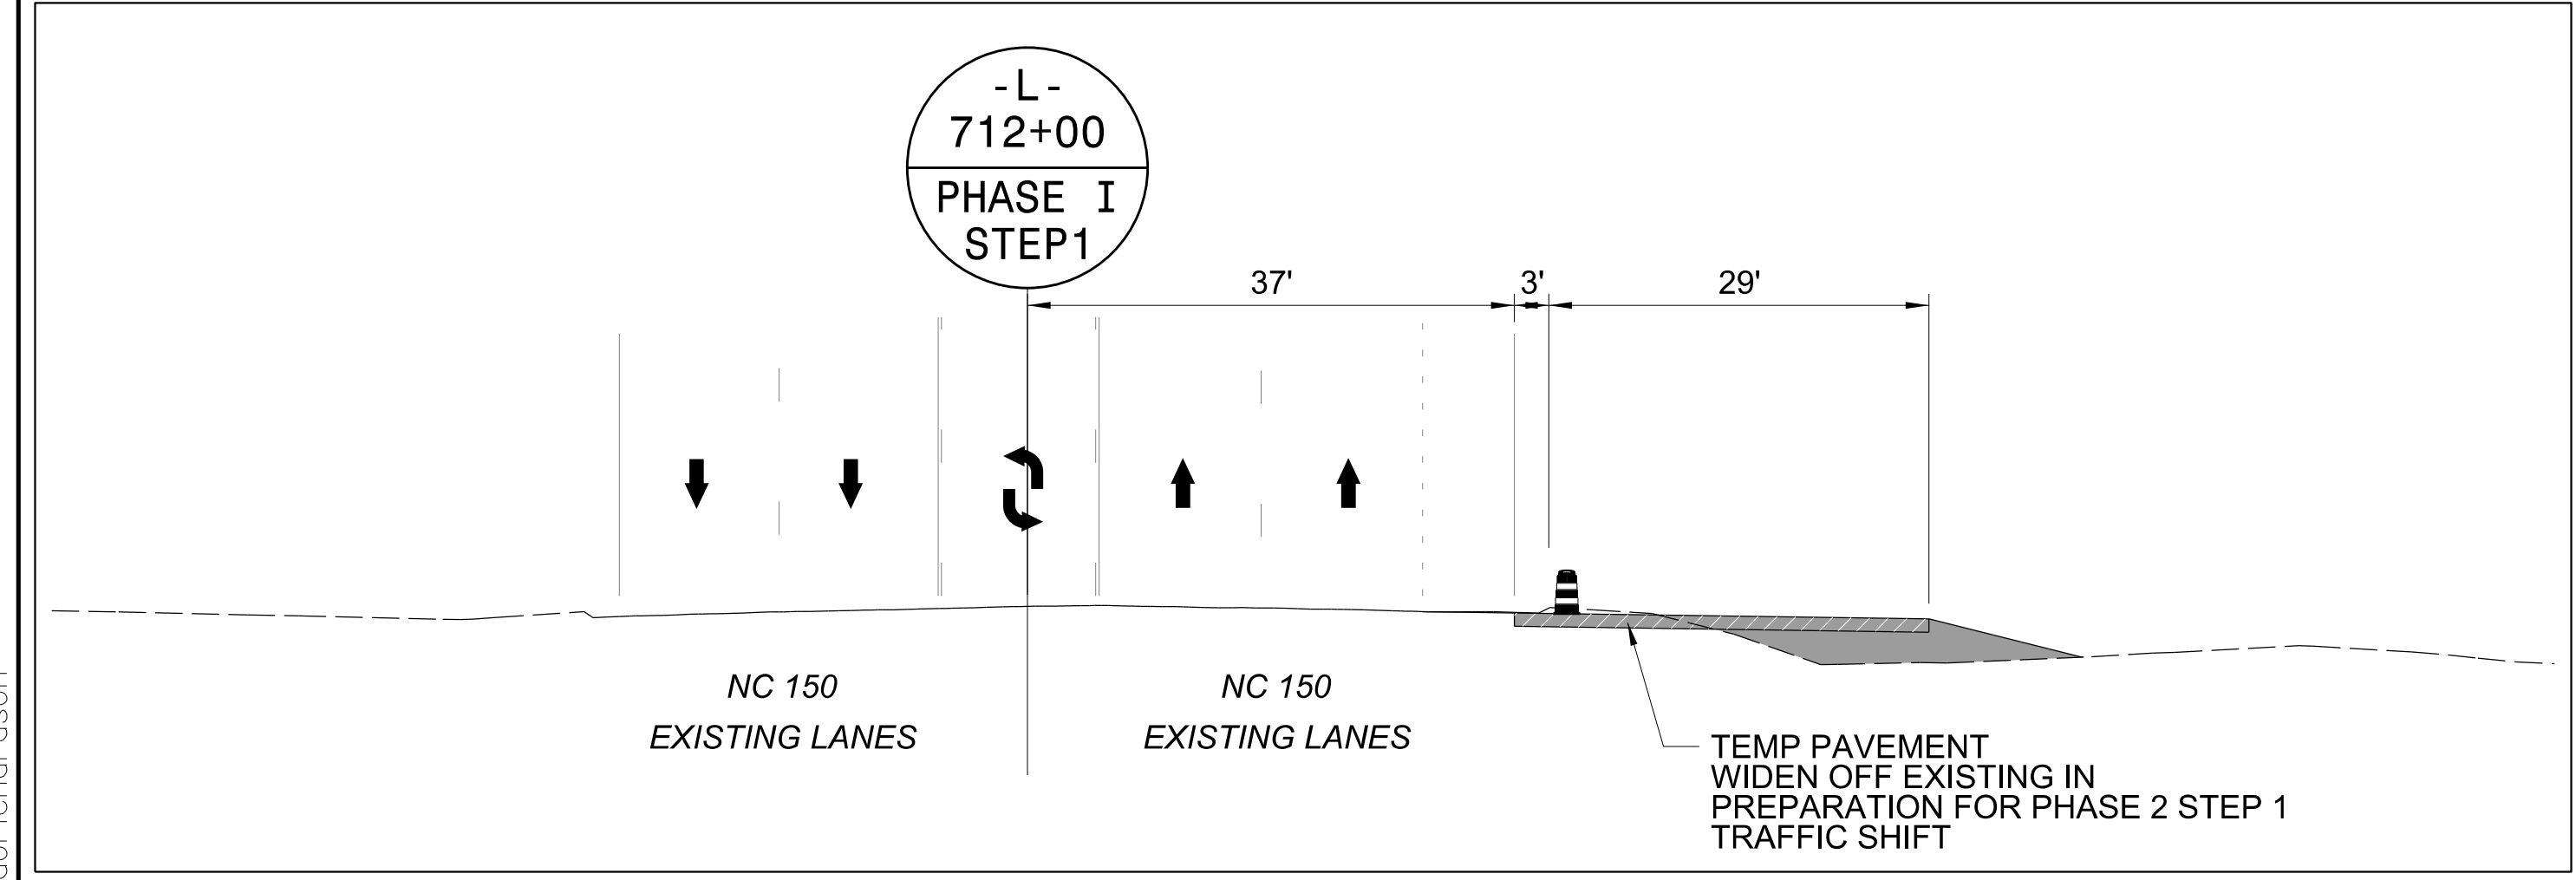 -L-
712+00
PHASE I
STEP1
37'
3'
29'
NC 150
EXISTING LANES
NC 150
EXISTING LANES
TEMP PAVEMENT
WIDEN OFF EXISTING IN
PREPARATION FOR PHASE 2 STEP 1
TRAFFIC SHIFT